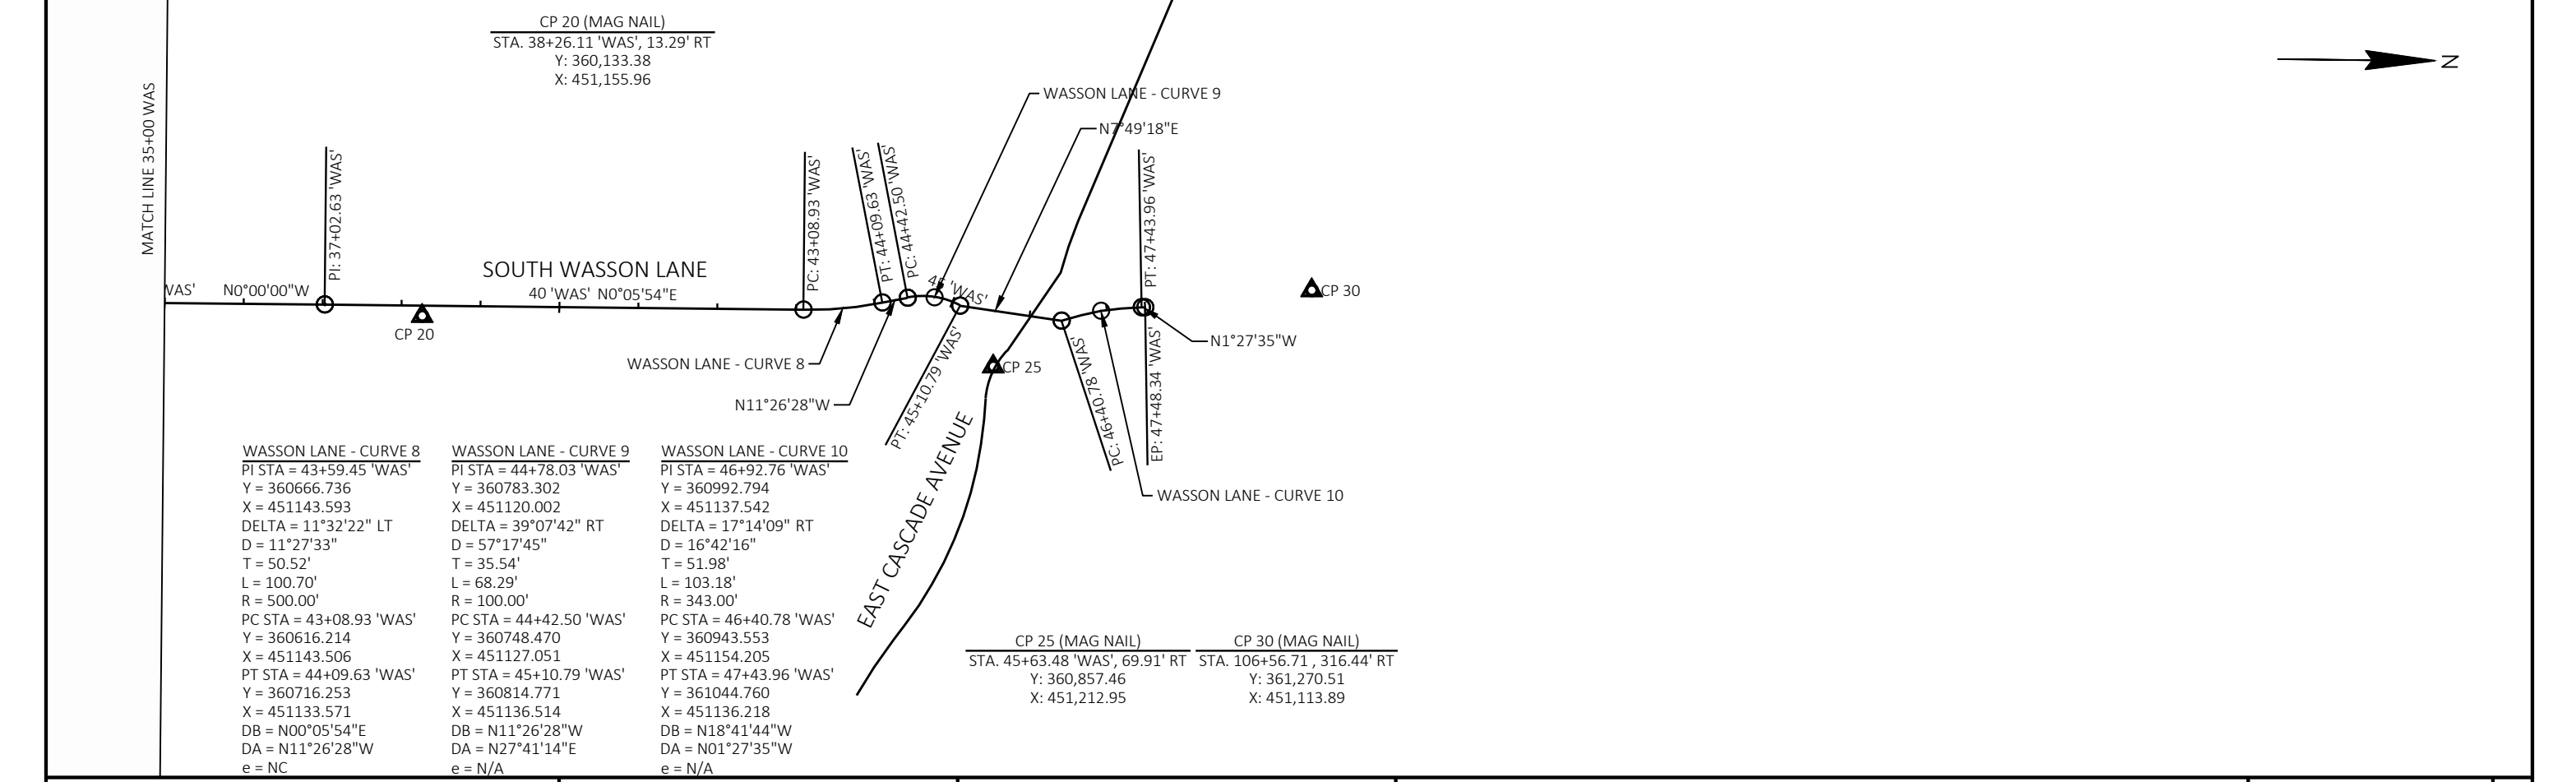 CP 20 (MAG NAIL)
STA. 38+26.11 'WAS', 13.29' RT
Y: 360,133.38
X: 451,155.96
N
MATCH LINE 35+00 WAS
WASSON LANE - CURVE 9
N7°49'18"E
PI: 37+02.63 'WAS'
PC: 43+08.93 'WAS'
PT: 44+09.63 'WAS'
PC: 44+42.50 'WAS'
PT: 47+43.96 'WAS'
SOUTH WASSON LANE
WAS'
N0°00'00"W
40 'WAS' N0°05'54"E
45 'WAS'
CP 30
CP 20
N1°27'35"W
WASSON LANE - CURVE 8
CP 25
N11°26'28"W
PT: 45+10.79 'WAS'
PC: 46+40.78 'WAS'
EP: 47+48.34 'WAS'
EAST CASCADE AVENUE
WASSON LANE - CURVE 10
WASSON LANE - CURVE 8
PI STA = 43+59.45 'WAS'
Y = 360666.736
X = 451143.593
DELTA = 11°32'22" LT
D = 11°27'33"
T = 50.52'
L = 100.70'
R = 500.00'
PC STA = 43+08.93 'WAS'
Y = 360616.214
X = 451143.506
PT STA = 44+09.63 'WAS'
Y = 360716.253
X = 451133.571
DB = N00°05'54"E
DA = N11°26'28"W
e = NC
WASSON LANE - CURVE 9
PI STA = 44+78.03 'WAS'
Y = 360783.302
X = 451120.002
DELTA = 39°07'42" RT
D = 57°17'45"
T = 35.54'
L = 68.29'
R = 100.00'
PC STA = 44+42.50 'WAS'
Y = 360748.470
X = 451127.051
PT STA = 45+10.79 'WAS'
Y = 360814.771
X = 451136.514
DB = N11°26'28"W
DA = N27°41'14"E
e = N/A
WASSON LANE - CURVE 10
PI STA = 46+92.76 'WAS'
Y = 360992.794
X = 451137.542
DELTA = 17°14'09" RT
D = 16°42'16"
T = 51.98'
L = 103.18'
R = 343.00'
PC STA = 46+40.78 'WAS'
Y = 360943.553
X = 451154.205
PT STA = 47+43.96 'WAS'
Y = 361044.760
X = 451136.218
DB = N18°41'44"W
DA = N01°27'35"W
e = N/A
CP 25 (MAG NAIL)
STA. 45+63.48 'WAS', 69.91' RT
Y: 360,857.46
X: 451,212.95
CP 30 (MAG NAIL)
STA. 106+56.71 , 316.44' RT
Y: 361,270.51
X: 451,113.89